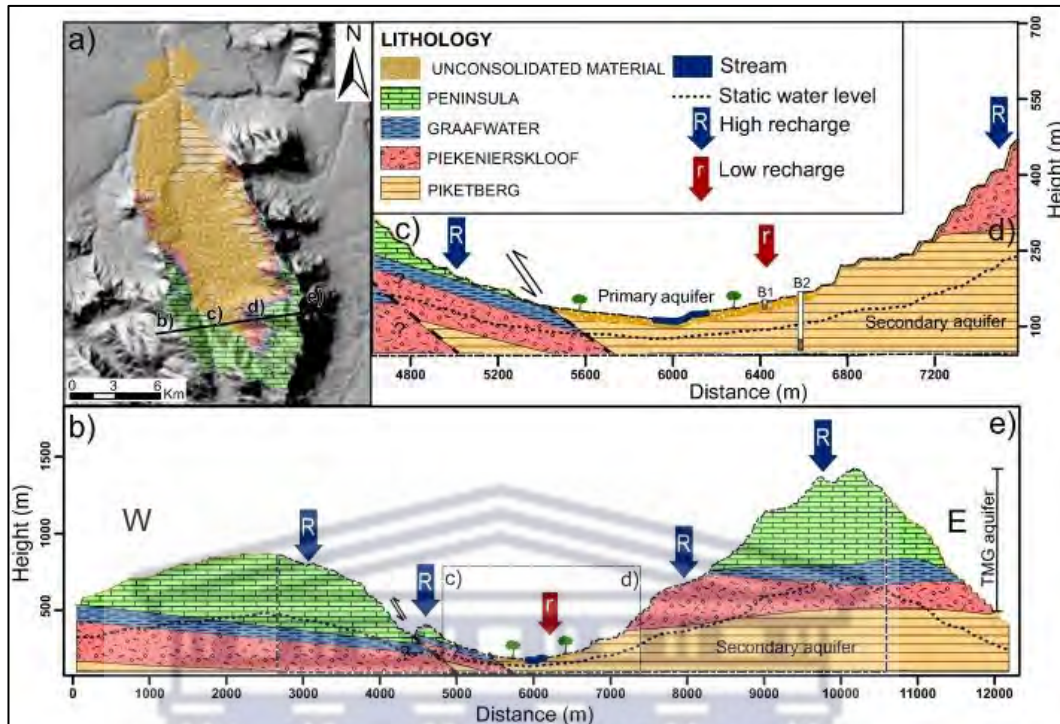 a)
N
b)
c)
d)
e)
0 3 6
Km
LITHOLOGY
UNCONSOLIDATED MATERIAL
PENINSULA
GRAAFWATER
PIEKENIERSKLOOF
PIKETBERG
Stream
Static water level
R High recharge
r Low recharge
c)
d)
R
r
R
?
?
Primary aquifer
B1
B2
Secondary aquifer
700
550
400
250
100
Height (m)
4800 5200 5600 6000 6400 6800 7200
Distance (m)
b)
e)
W
E
R
R
c)
d)
r
R
R
TMG aquifer
Secondary aquifer
Height (m)
1500
1000
500
0 1000 2000 3000 4000 5000 6000 7000 8000 9000 10000 11000 12000
Distance (m)